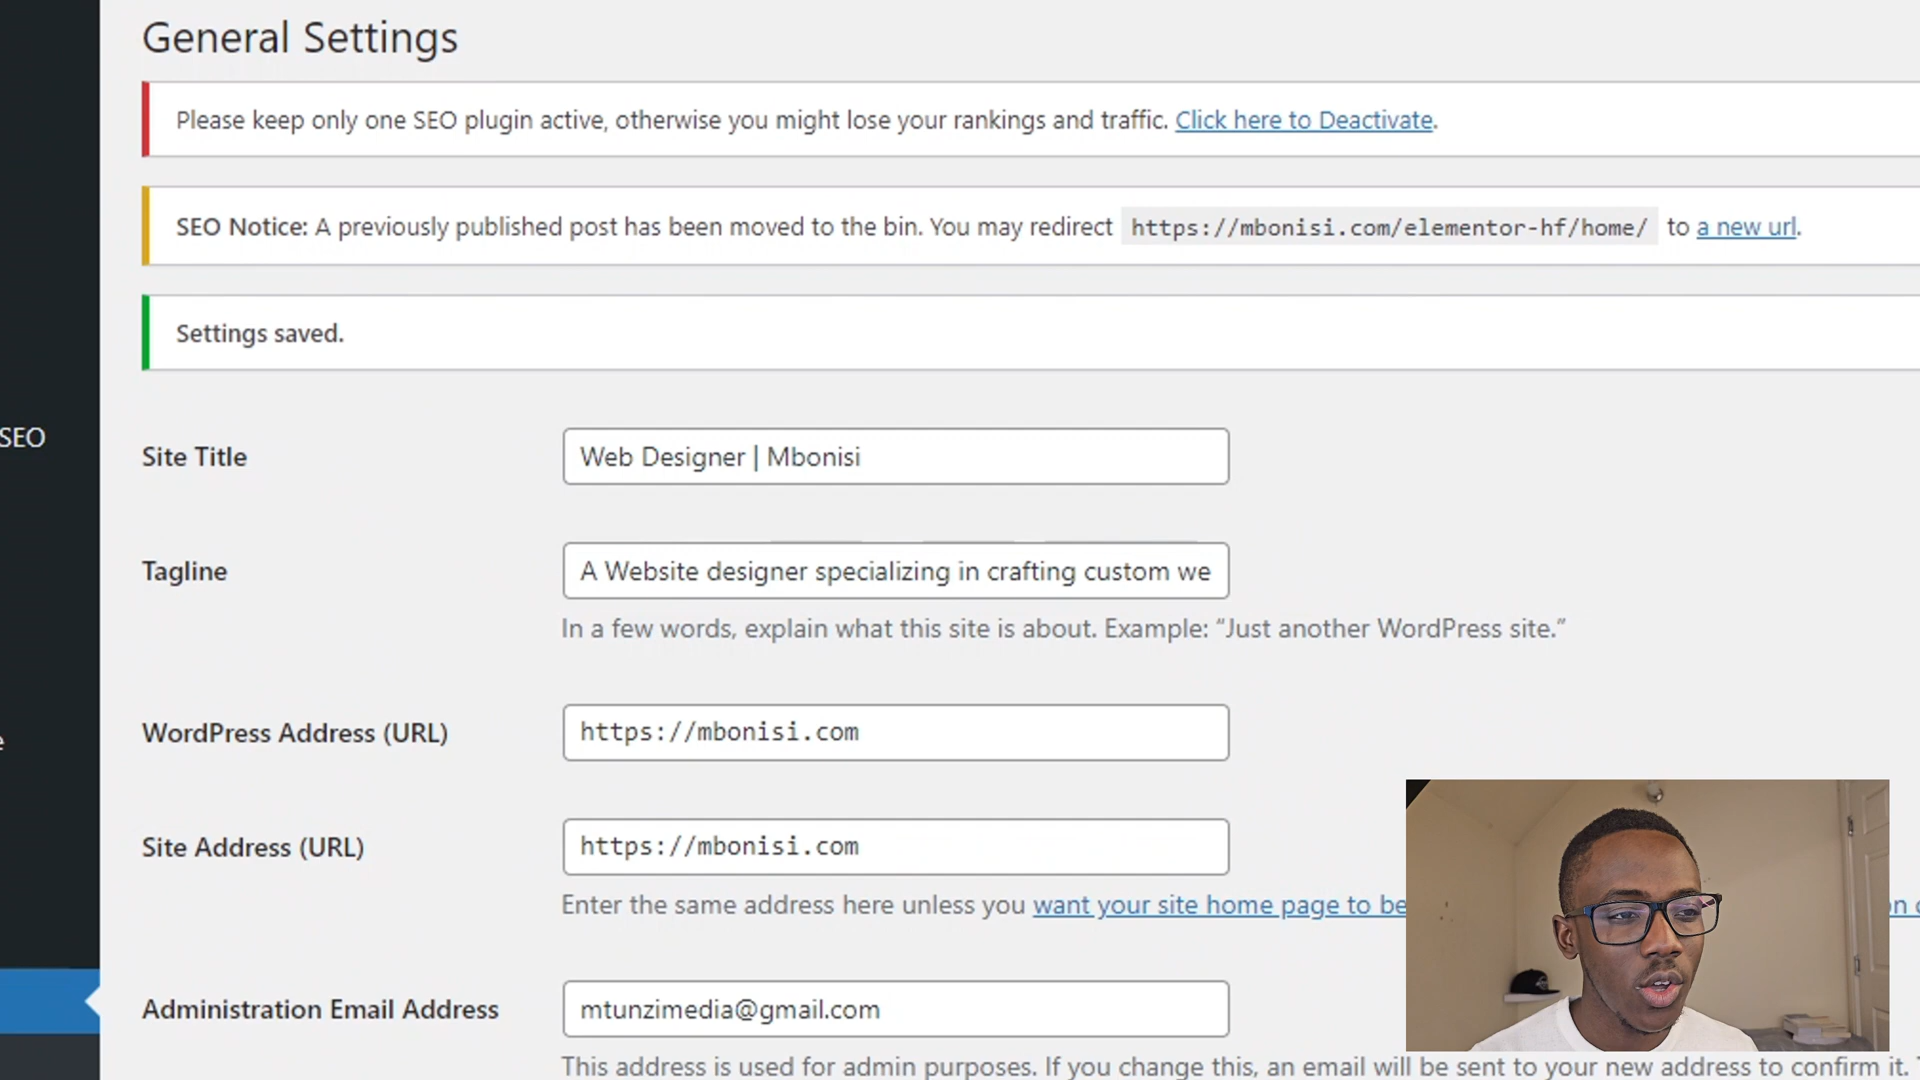 General Settings
Please keep only one SEO plugin active, otherwise you might lose your rankings and traffic. Click here to Deactivate.
SEO Notice: A previously published post has been moved to the bin. You may redirect https://mbonisi.com/elementor-hf/home/ to a new url.
Settings saved.
SEO
Site Title
Web Designer | Mbonisi
Tagline
A Website designer specializing in crafting custom we
In a few words, explain what this site is about. Example: “Just another WordPress site.”
WordPress Address (URL)
https://mbonisi.com
Site Address (URL)
https://mbonisi.com
Enter the same address here unless you want your site home page to be
Administration Email Address
mtunzimedia@gmail.com
This address is used for admin purposes. If you change this, an email will be sent to your new address to confirm it.